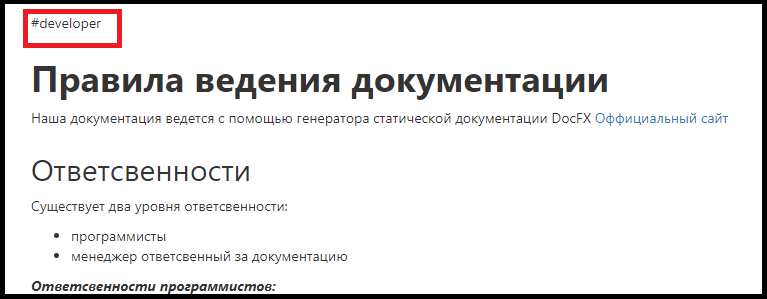 #developer
Правила ведения документации
Наша документация ведется с помощью генератора статической документации DocFX Оффициальный сайт
Ответсвенности
Существует два уровня ответсвенности:
программисты
менеджер ответсвенный за документацию
Ответсвенности программистов: